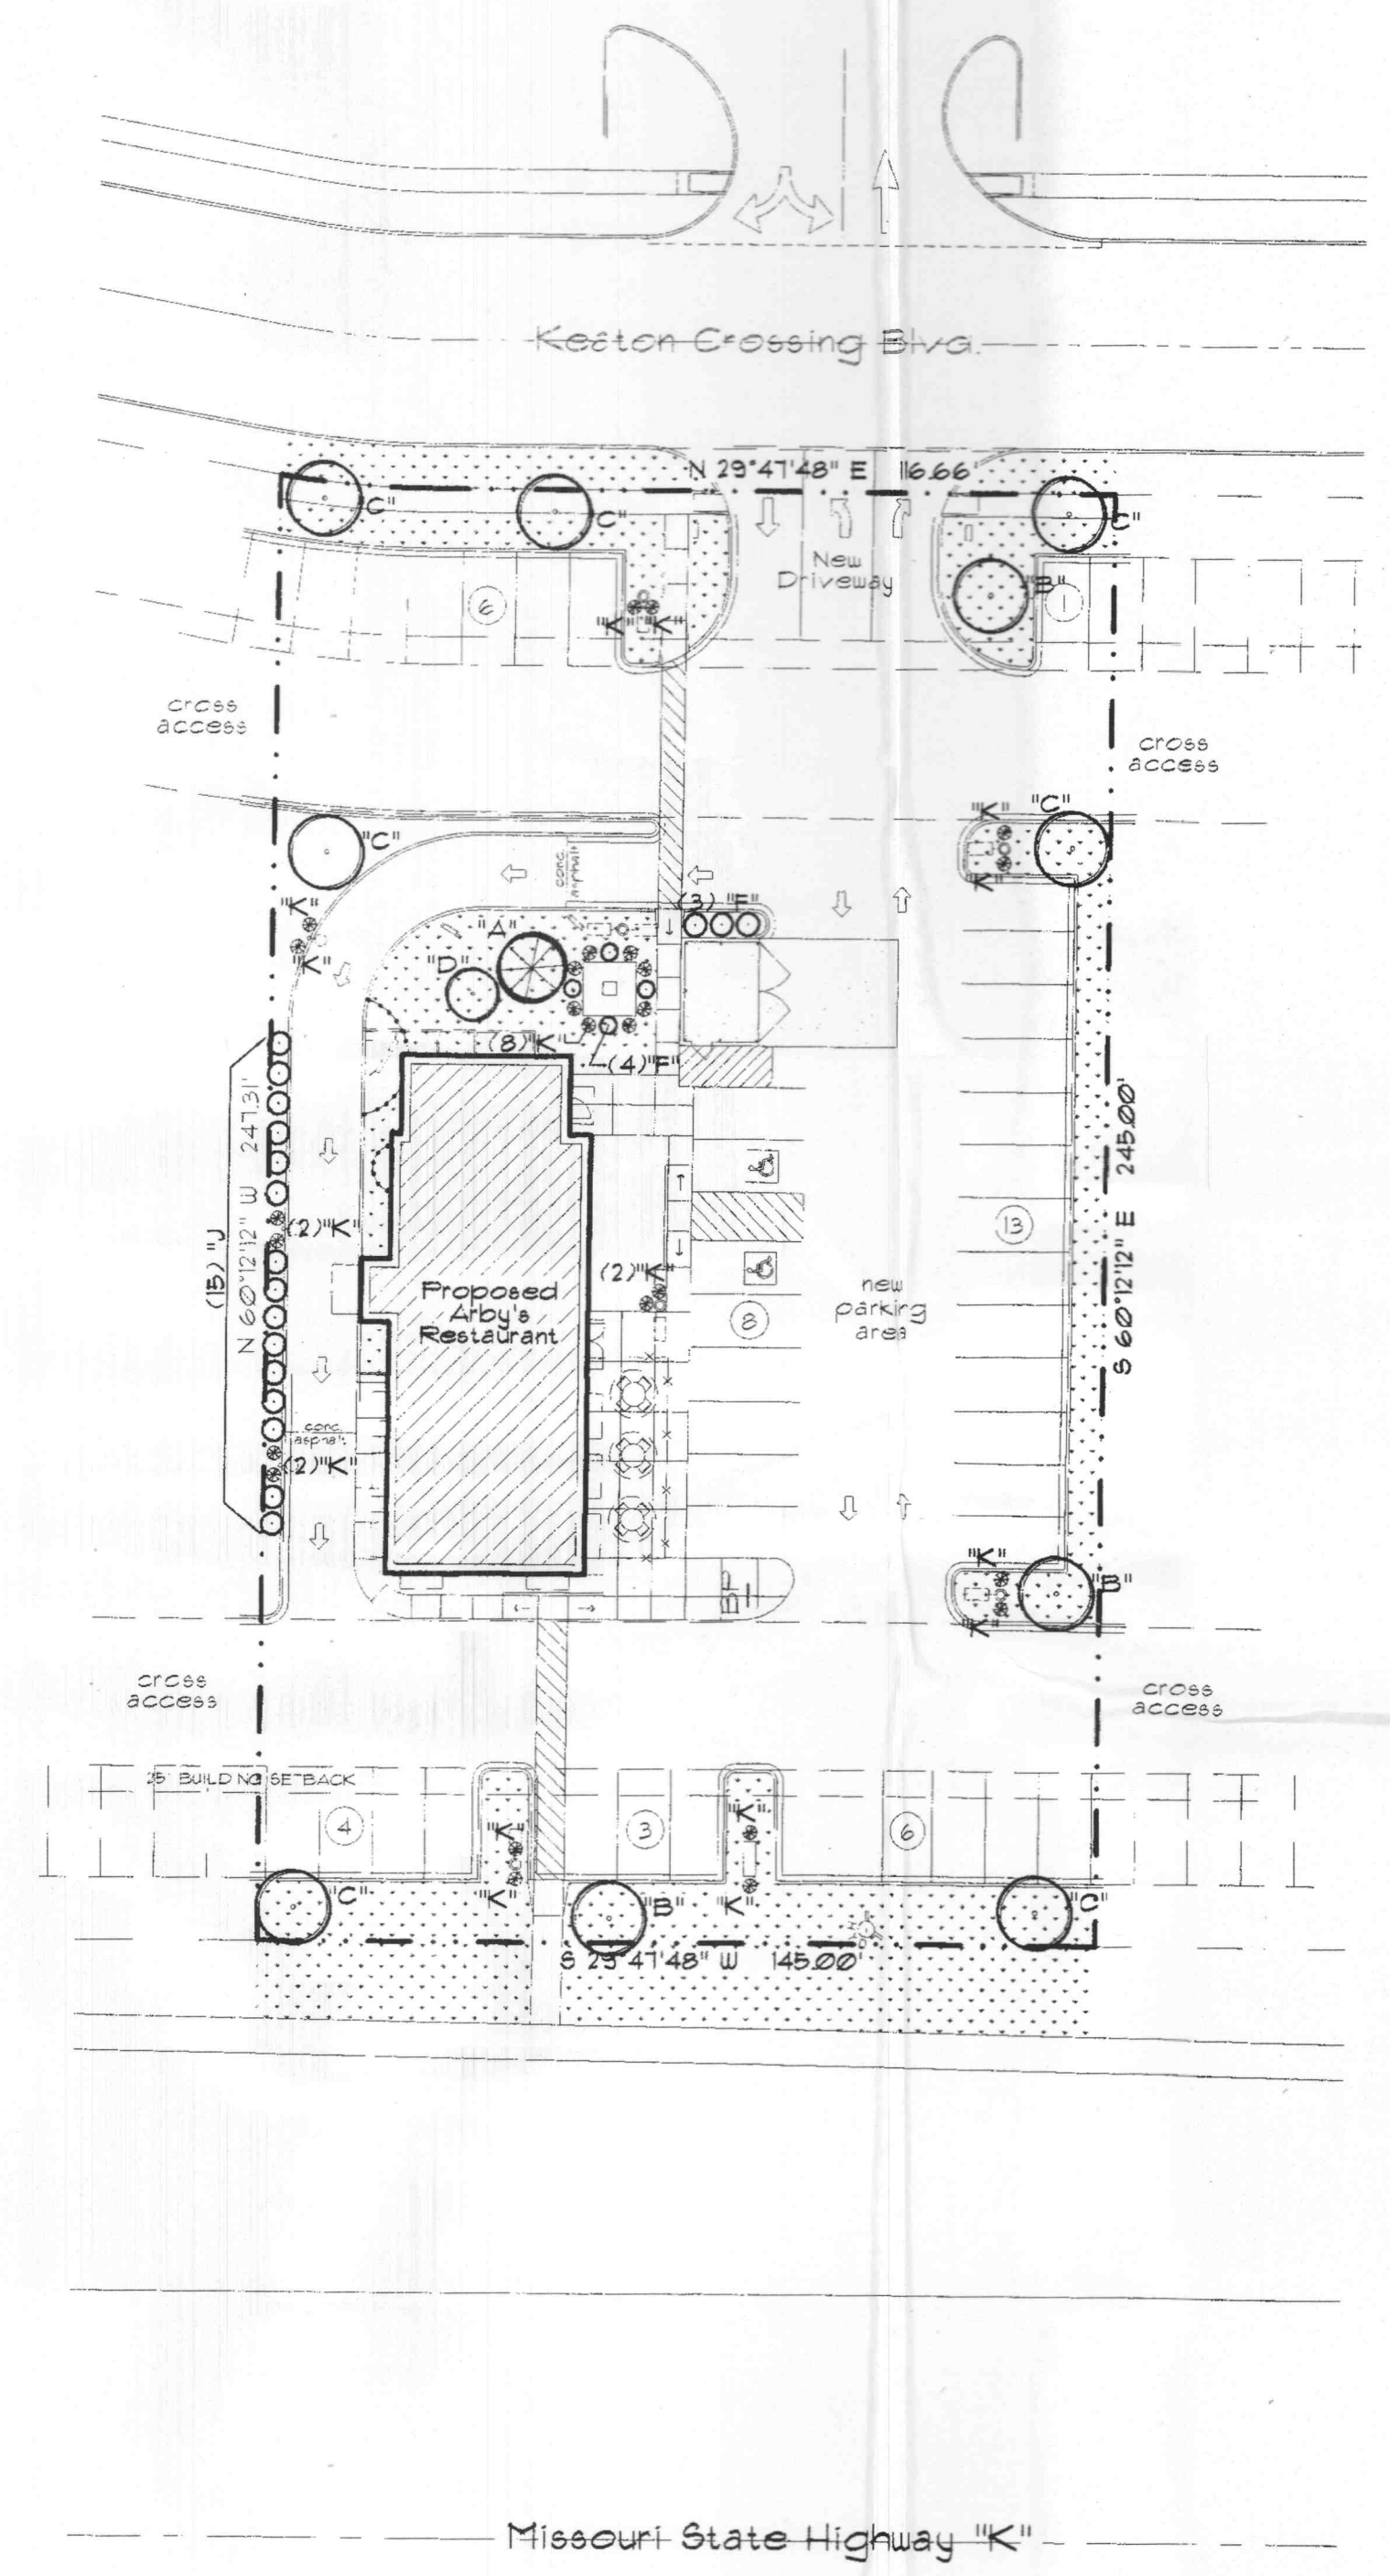 Keaton Crossing Blvd.
N 29°47'48" E 116.66'
"C"
"C"
"C"
New
Driveway
"B"
6
1
"K"
"K"
cross
access
cross
access
"K"
"C"
"C"
"K"
conc.
asphalt
(3) "F"
"K"
"A"
"K"
"D"
(8)"K"
(4)"F"
N 60°12'12" W 247.31'
S 60°12'12" E 245.00'
(15) "J
(2)"K"
13
(2)"K"
Proposed
Arby's
Restaurant
8
new
parking
area
conc.
asphalt
(2)"K"
"K"
"B"
"K"
cross
access
cross
access
25' BUILDING SETBACK
4
3
6
"K"
"K"
"C"
"K"
"B"
"K"
"C"
S 29°47'48" W 145.00'
Missouri State Highway "K"